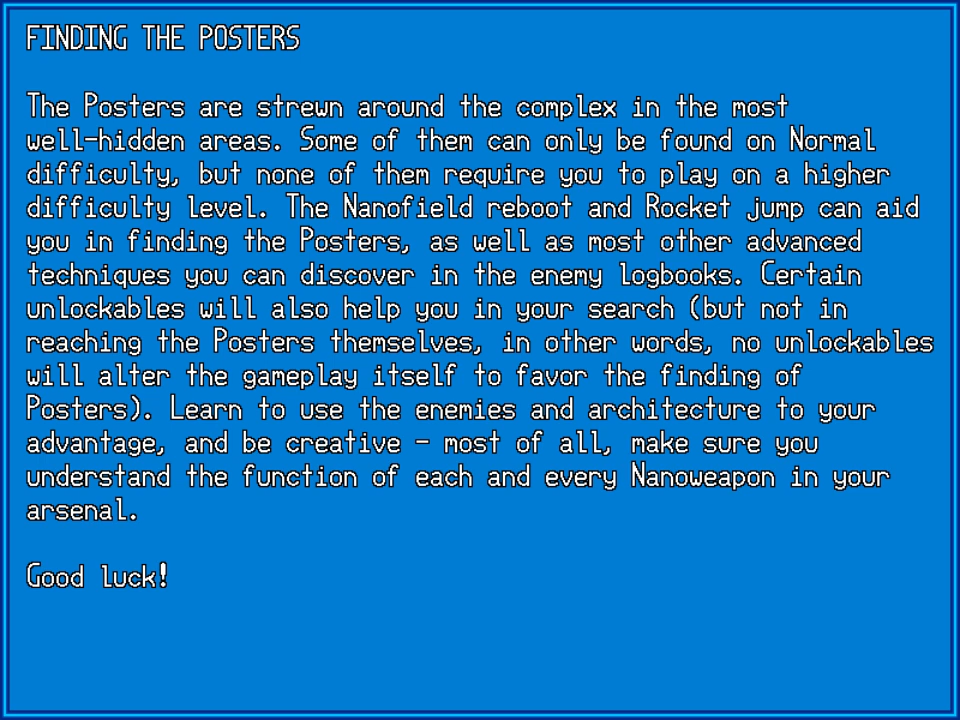 FINDING THE POSTERS
The Posters are strewn around the complex in the most
well-hidden areas. Some of them can only be found on Normal
difficulty, but none of them require you to play on a higher
difficulty level. The Nanofield reboot and Rocket jump can aid
you in finding the Posters, as well as most other advanced
techniques you can discover in the enemy logbooks. Certain
unlockables will also help you in your search (but not in
reaching the Posters themselves, in other words, no unlockables
will alter the gameplay itself to favor the finding of
Posters). Learn to use the enemies and architecture to your
advantage, and be creative - most of all, make sure you
understand the function of each and every Nanoweapon in your
arsenal.
Good luck!